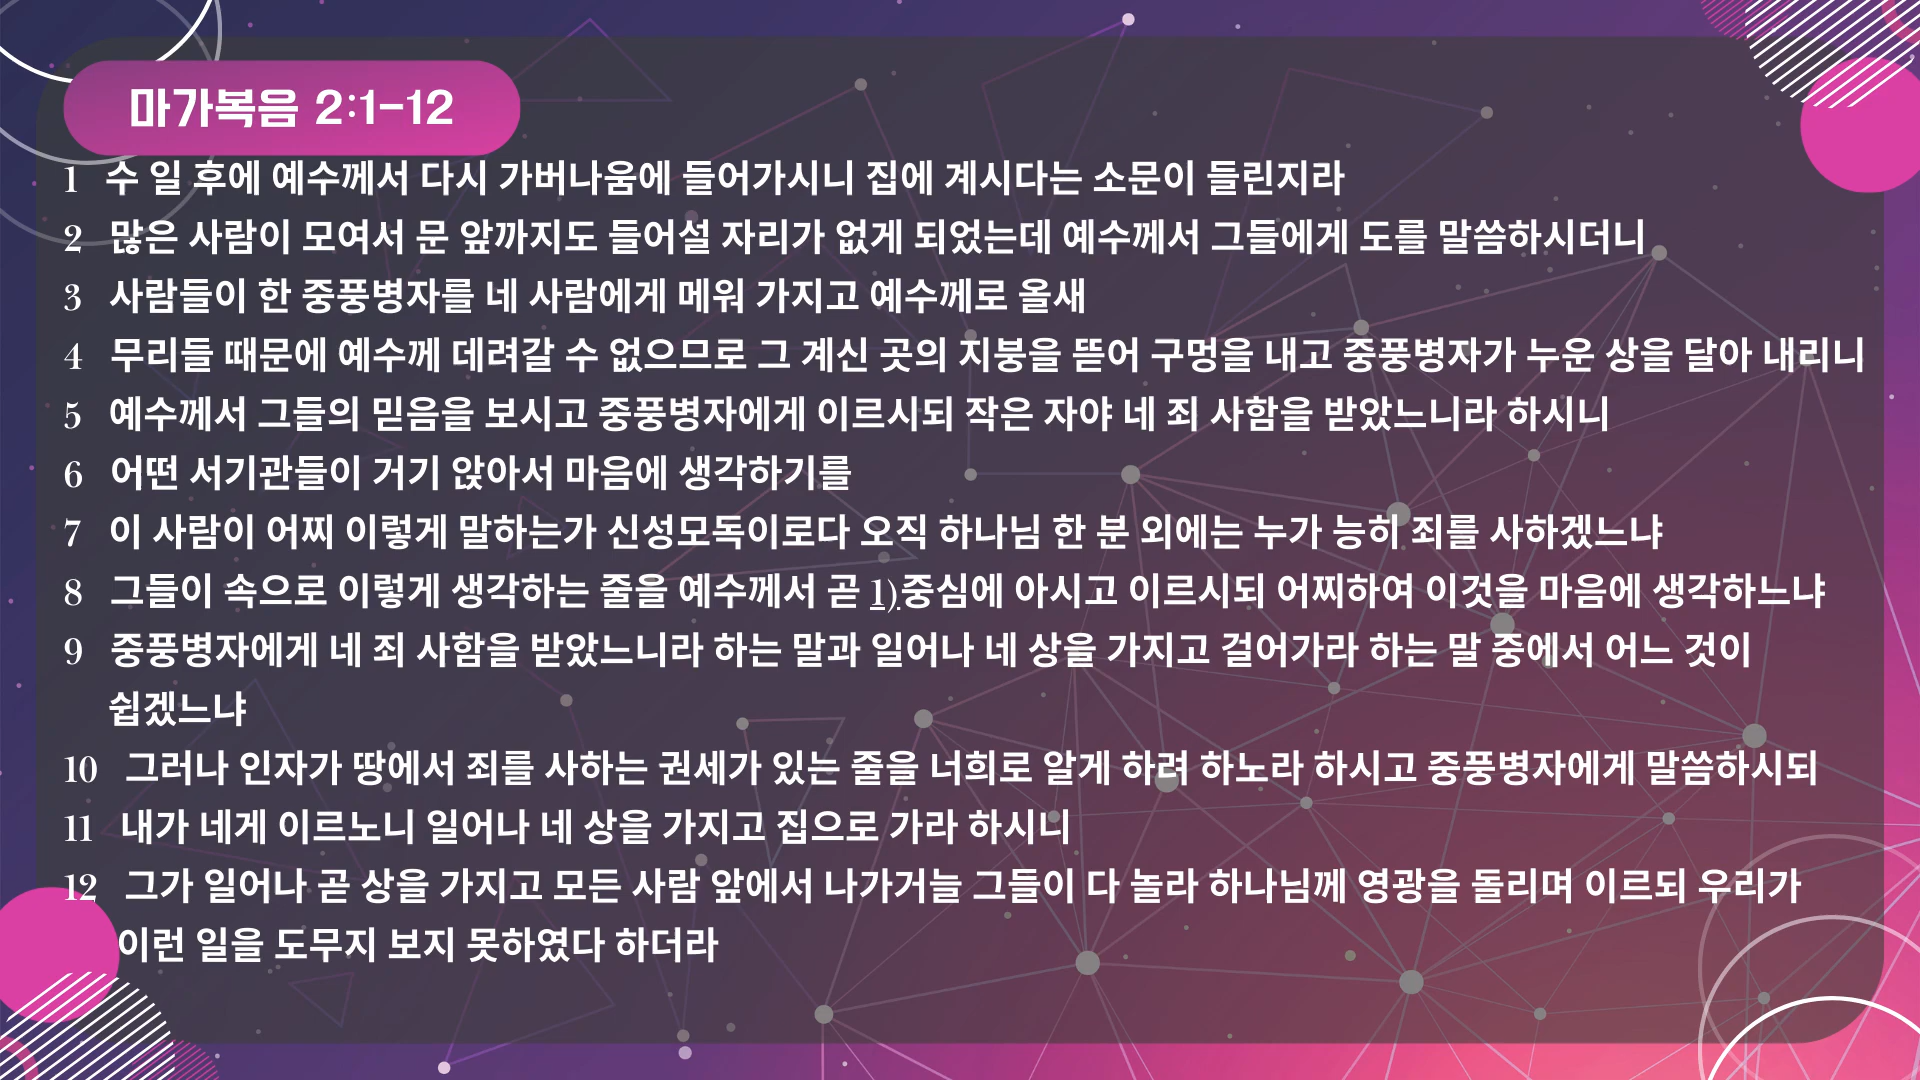 마가복음 2:1-12
1 수 일 후에 예수께서 다시 가버나움에 들어가시니 집에 계시다는 소문이 들린지라
2 많은 사람이 모여서 문 앞까지도 들어설 자리가 없게 되었는데 예수께서 그들에게 도를 말씀하시더니
3 사람들이 한 중풍병자를 네 사람에게 메워 가지고 예수께로 올새
4 무리들 때문에 예수께 데려갈 수 없으므로 그 계신 곳의 지붕을 뜯어 구멍을 내고 중풍병자가 누운 상을 달아 내리니
5 예수께서 그들의 믿음을 보시고 중풍병자에게 이르시되 작은 자야 네 죄 사함을 받았느니라 하시니
6 어떤 서기관들이 거기 앉아서 마음에 생각하기를
7 이 사람이 어찌 이렇게 말하는가 신성모독이로다 오직 하나님 한 분 외에는 누가 능히 죄를 사하겠느냐
8 그들이 속으로 이렇게 생각하는 줄을 예수께서 곧 1).중심에 아시고 이르시되 어찌하여 이것을 마음에 생각하느냐
9 중풍병자에게 네 죄 사함을 받았느니라 하는 말과 일어나 네 상을 가지고 걸어가라 하는 말 중에서 어느 것이
쉽겠느냐
10 그러나 인자가 땅에서 죄를 사하는 권세가 있는 줄을 너희로 알게 하려 하노라 하시고 중풍병자에게 말씀하시되
11 내가 네게 이르노니 일어나 네 상을 가지고 집으로 가라 하시니
12 그가 일어나 곧 상을 가지고 모든 사람 앞에서 나가거늘 그들이 다 놀라 하나님께 영광을 돌리며 이르되 우리가
이런 일을 도무지 보지 못하였다 하더라